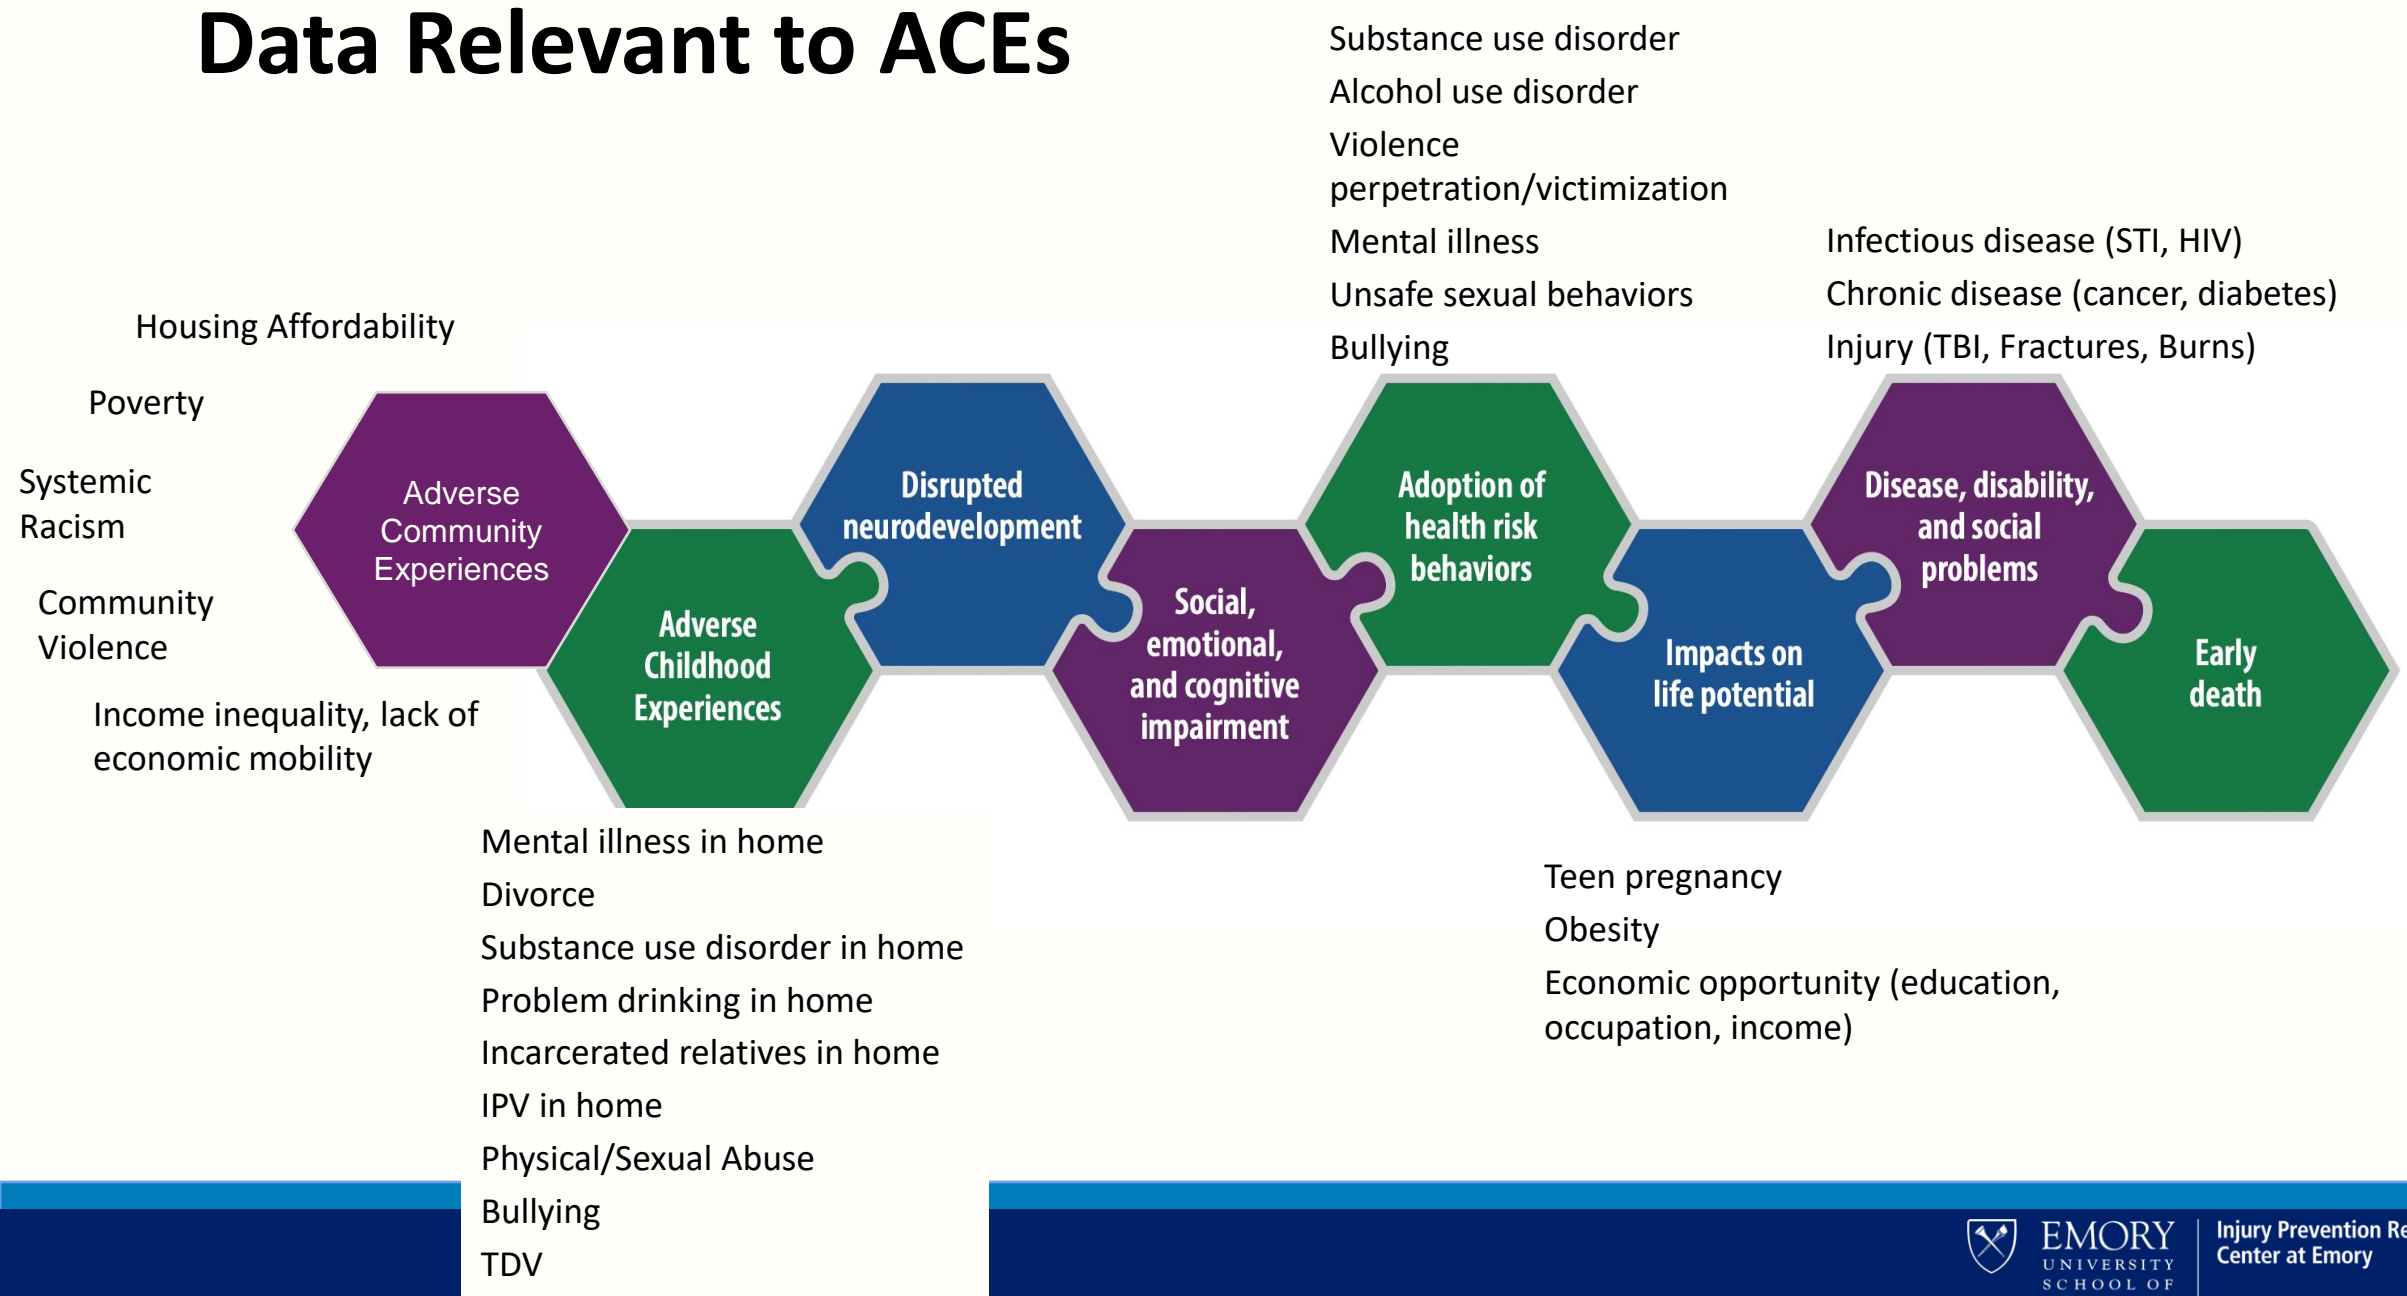 Data Relevant to ACEs
Substance use disorder
Alcohol use disorder
Violence
perpetration/victimization
Mental illness
Unsafe sexual behaviors
Bullying
Infectious disease (STI, HIV)
Chronic disease (cancer, diabetes)
Injury (TBI, Fractures, Burns)
Housing Affordability
Poverty
Systemic
Racism
Community
Violence
Income inequality, lack of
economic mobility
Adverse
Community
Experiences
Adverse
Childhood
Experiences
Disrupted
neurodevelopment
Social,
emotional,
and cognitive
impairment
Adoption of
health risk
behaviors
Impacts on
life potential
Disease, disability,
and social
problems
Early
death
Mental illness in home
Divorce
Substance use disorder in home
Problem drinking in home
Incarcerated relatives in home
IPV in home
Physical/Sexual Abuse
Bullying
TDV
Teen pregnancy
Obesity
Economic opportunity (education,
occupation, income)
EMORY
UNIVERSITY
SCHOOL OF
Injury Prevention
Center at Emory